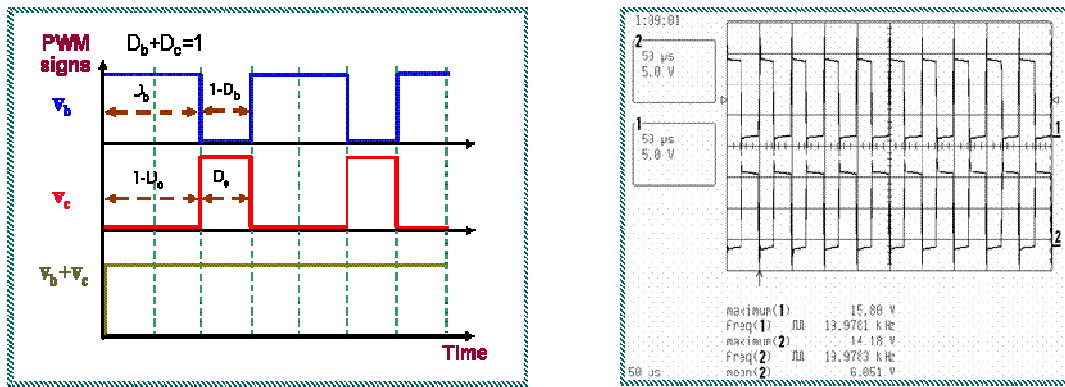 PWM
signs
D_b+D_c=1
V_b
D_b
1-D_b
V_c
1-D_c
V_b+V_c
Time
1:09:01
2
50 µs
5.0 V
1
50 µs
5.0 V
1
2
maximum(1) 15.80 V
freq(1) 19.9781 kHz
maximum(2) 14.18 V
freq(2) 19.9783 kHz
50 µs
mean(2) 6.051 V